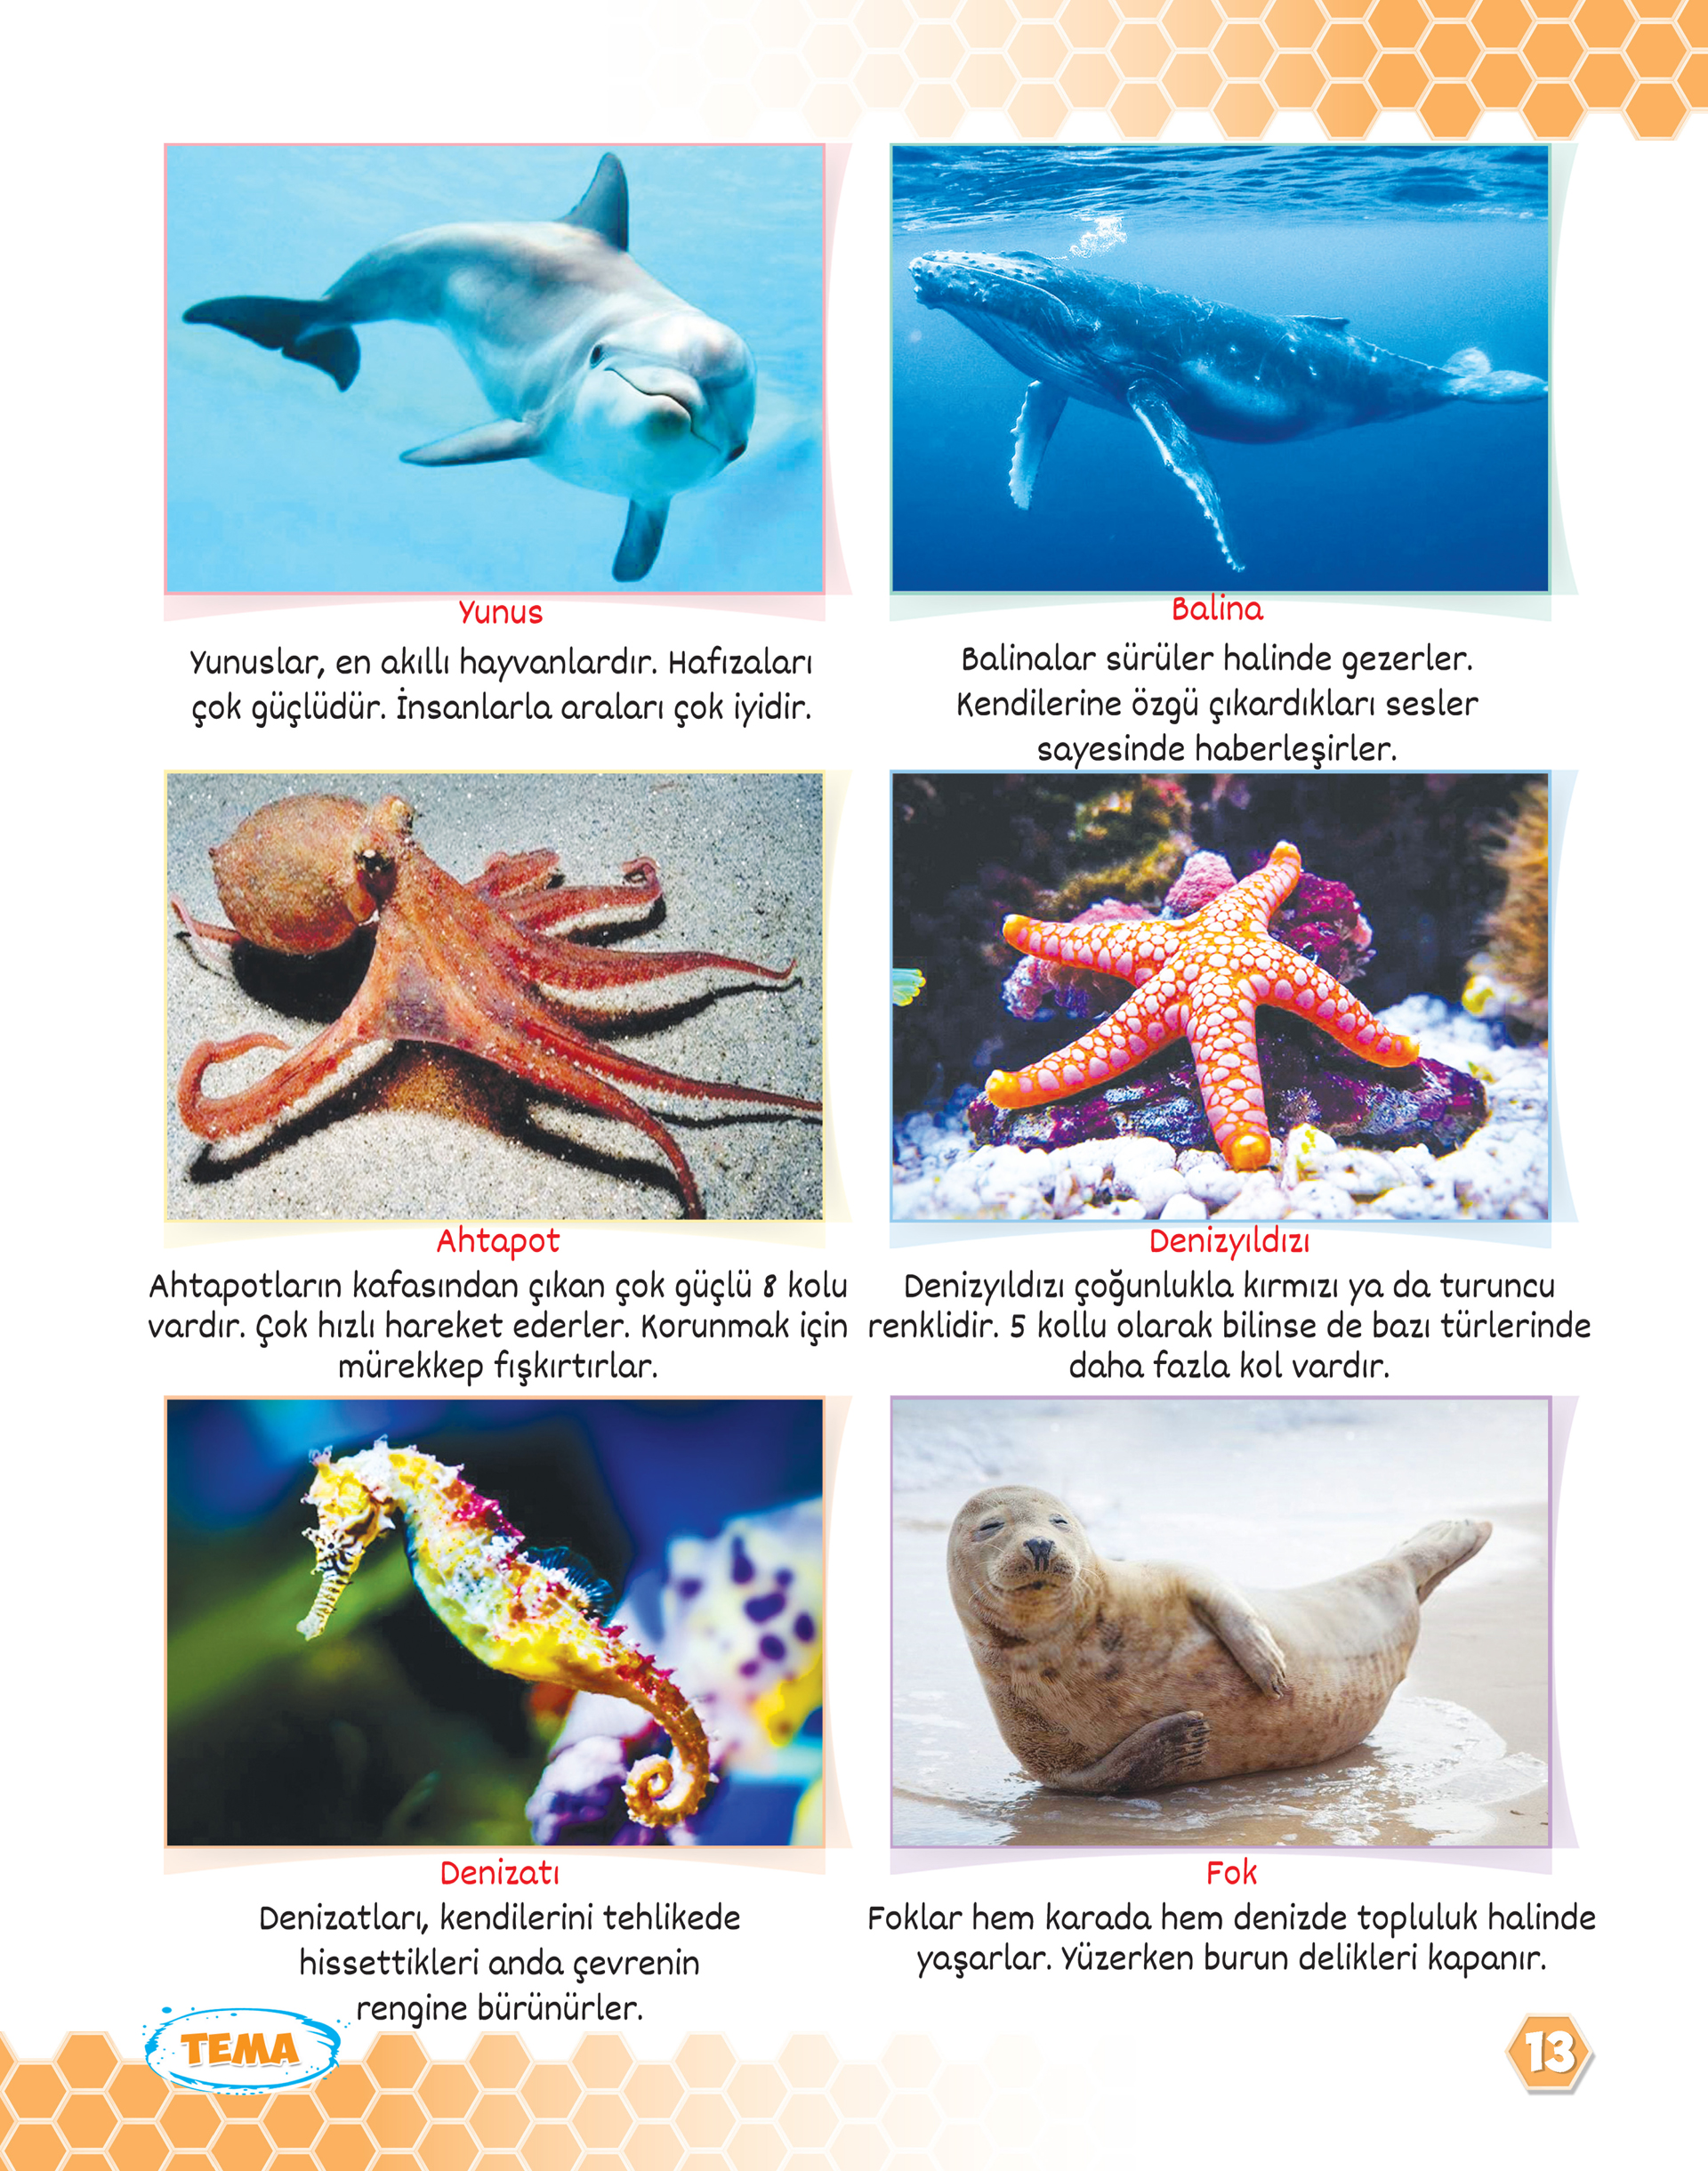 Yunus
Yunuslar, en akıllı hayvanlardır. Hafızaları
çok güçlüdür. İnsanlarla araları çok iyidir.
Balina
Balinalar sürüler halinde gezerler.
Kendilerine özgü çıkardıkları sesler
sayesinde haberleşirler.
Ahtapot
Ahtapotların kafasından çıkan çok güçlü 8 kolu
vardır. Çok hızlı hareket ederler. Korunmak için
mürekkep fışkırtırlar.
Denizyıldızı
Denizyıldızı çoğunlukla kırmızı ya da turuncu
renklidir. 5 kollu olarak bilinse de bazı türlerinde
daha fazla kol vardır.
Denizatı
Denizatları, kendilerini tehlikede
hissettikleri anda çevrenin
rengine bürünürler.
Fok
Foklar hem karada hem denizde topluluk halinde
yaşarlar. Yüzerken burun delikleri kapanır.
TEMA
13